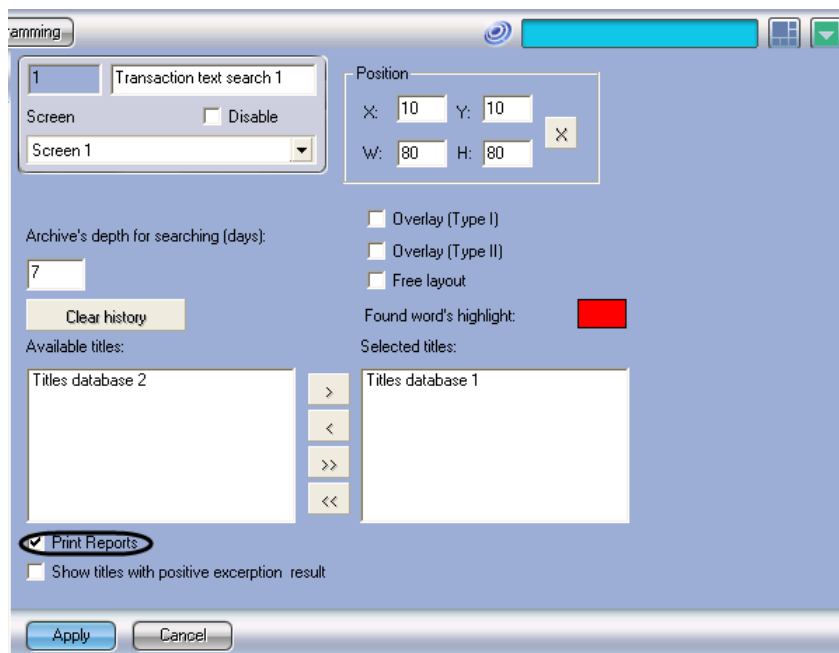 ramming
1 Transaction text search 1
Screen Disable
Screen 1
Position
X: 10 Y: 10
X
W: 80 H: 80
Archive's depth for searching (days):
7
Clear history
Overlay (Type I)
Overlay (Type II)
Free layout
Found word's highlight:
Available titles:
Titles database 2
>
<
>>
<<
Selected titles:
Titles database 1
Print Reports
Show titles with positive excerption result
Apply Cancel